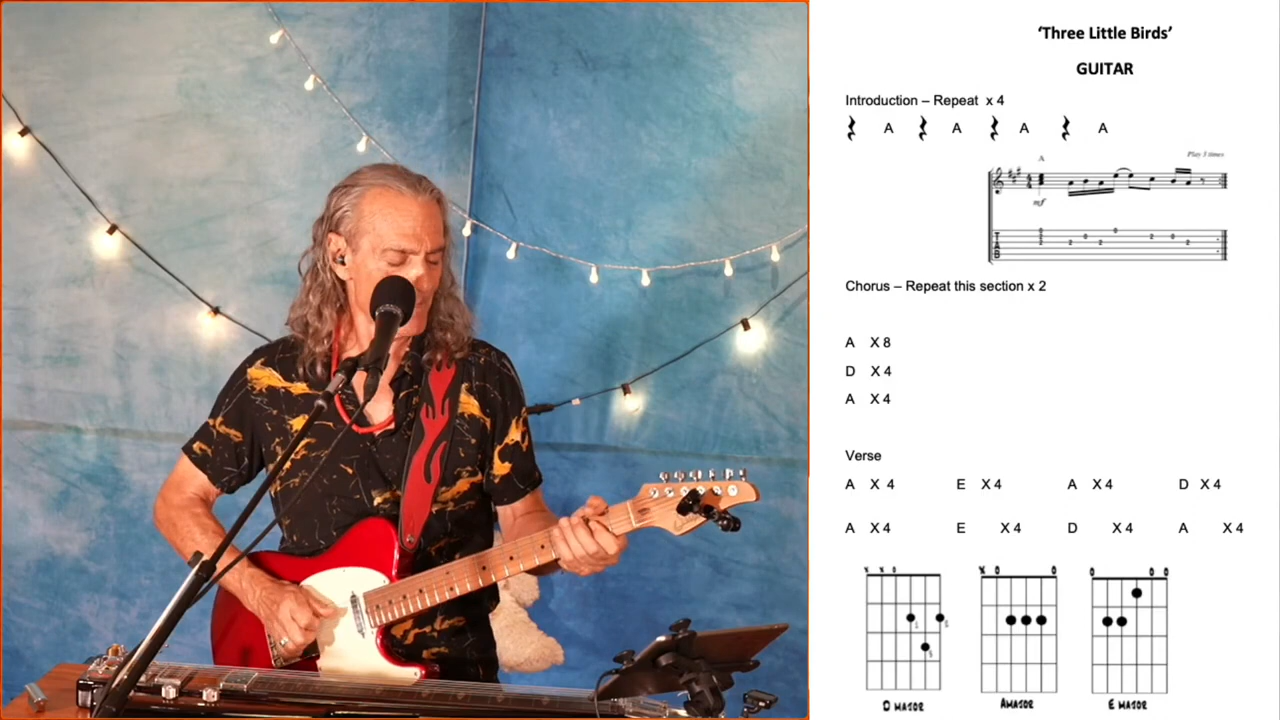 ‘Three Little Birds’
GUITAR
Introduction – Repeat x 4
A A A A
A
Play 3 times
mf
Chorus – Repeat this section x 2
A X 8
D X 4
A X 4
Verse
A X 4 E X 4 A X 4 D X 4
A X 4 E X 4 D X 4 A X 4
x x o
x o o
o o o
D MAJOR
AMAJOR
E MAJOR